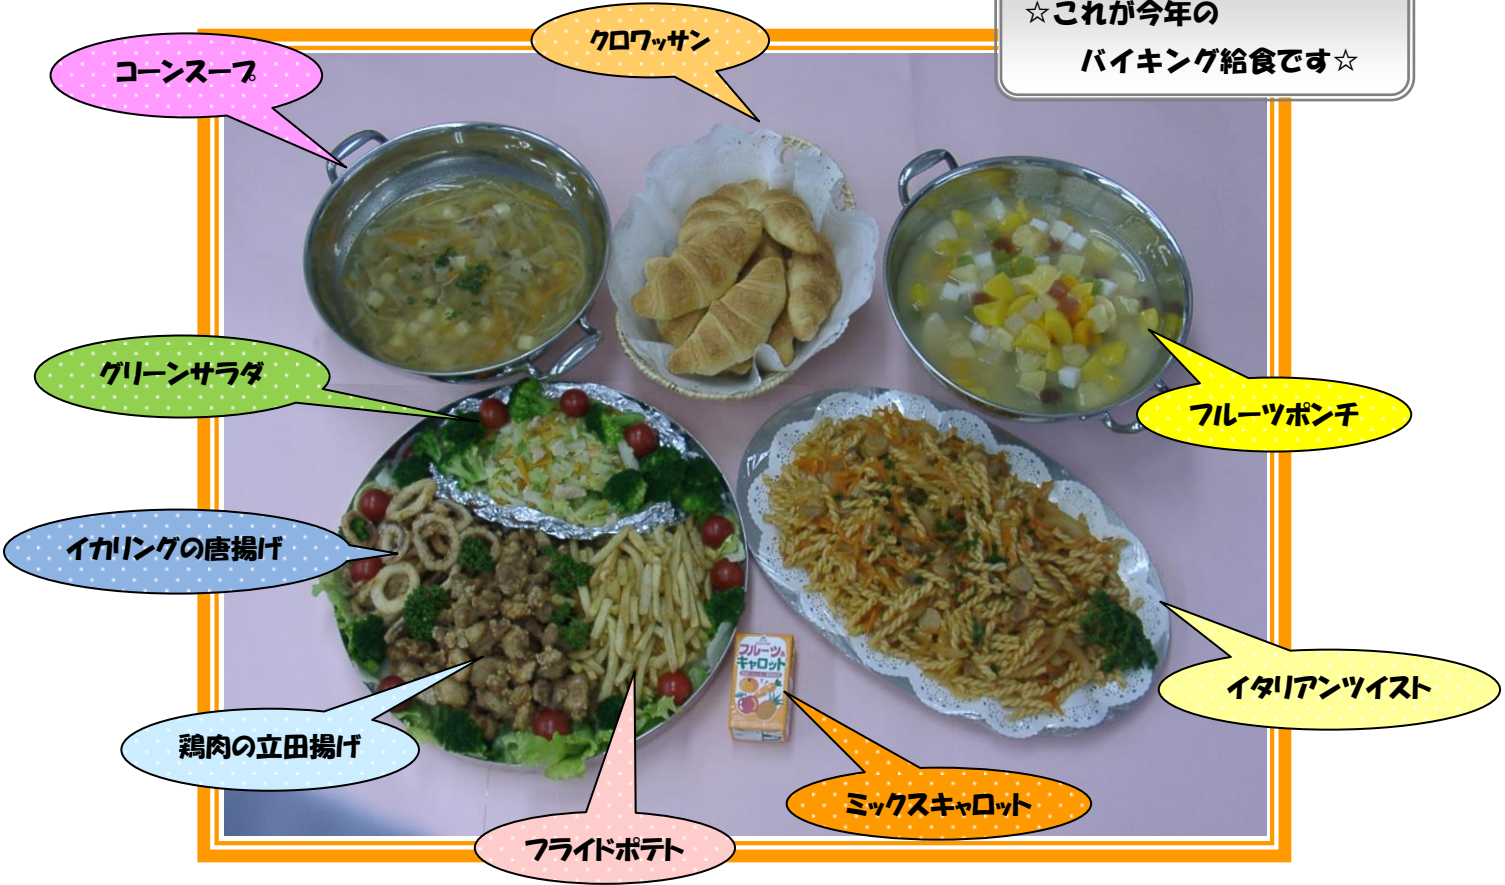 ☆これが今年の
バイキング給食です☆
クロワッサン
コーンスープ
グリーンサラダ
フルーツポンチ
イカリングの唐揚げ
イタリアンツイスト
鶏肉の立田揚げ
ミックスキャロット
フライドポテト
フルーツ&
キャロット